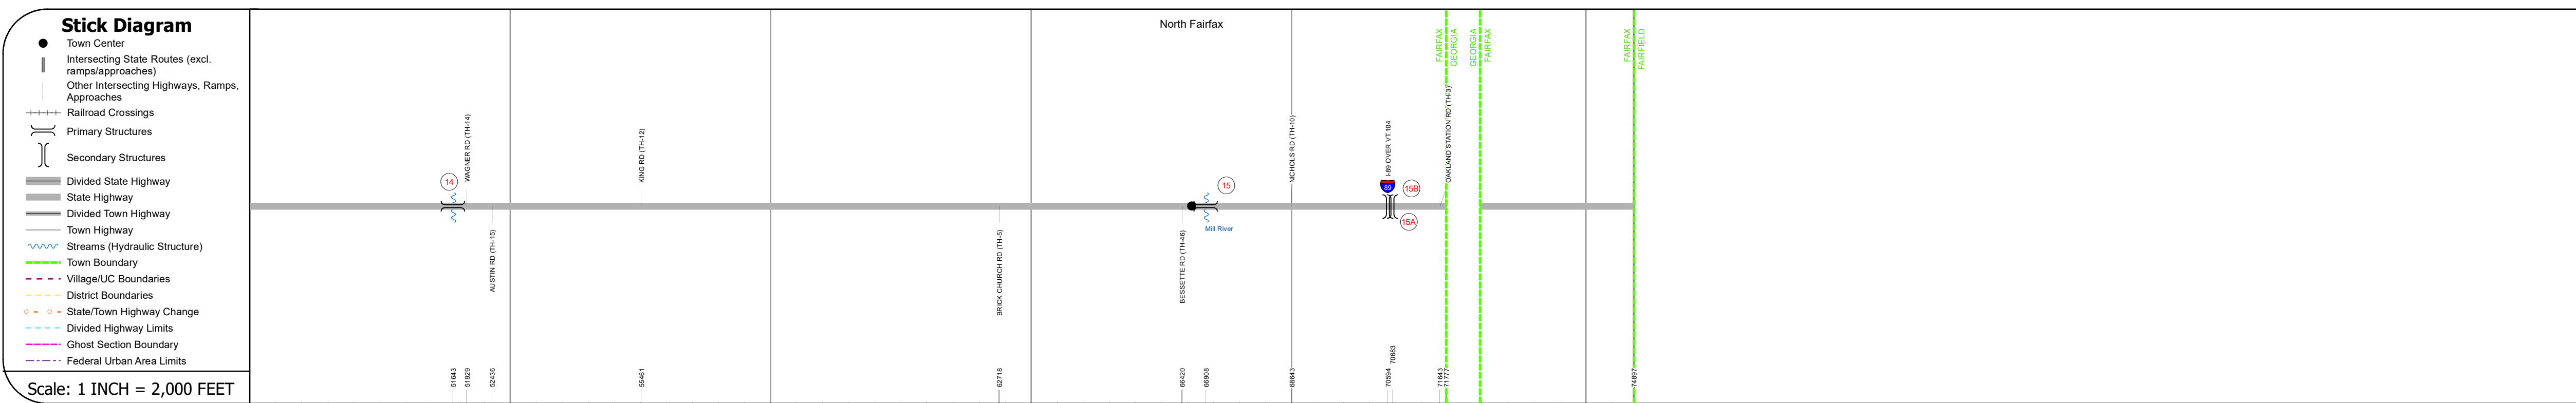 Stick Diagram
Town Center
Intersecting State Routes (excl.
ramps/approaches)
Other Intersecting Highways, Ramps,
Approaches
Railroad Crossings
Primary Structures
Secondary Structures
Divided State Highway
State Highway
Divided Town Highway
Town Highway
Streams (Hydraulic Structure)
Town Boundary
Village/UC Boundaries
District Boundaries
State/Town Highway Change
Divided Highway Limits
Ghost Section Boundary
Federal Urban Area Limits
Scale: 1 INCH = 2,000 FEET
North Fairfax
FAIRFAX
GEORGIA
GEORGIA
FAIRFAX
FAIRFAX
FAIRFIELD
14
WAGNER RD (TH-14)
AUSTIN RD (TH-15)
KING RD (TH-12)
BRICK CHURCH RD (TH-5)
BESSETTE RD (TH-46)
15
Mill River
NICHOLS RD (TH-10)
I-89 OVER VT.104
89
15B
15A
OAKLAND STATION RD (TH-3)
51643
51929
52436
55461
62718
66420
66908
68643
70594
70683
71643
71777
74897